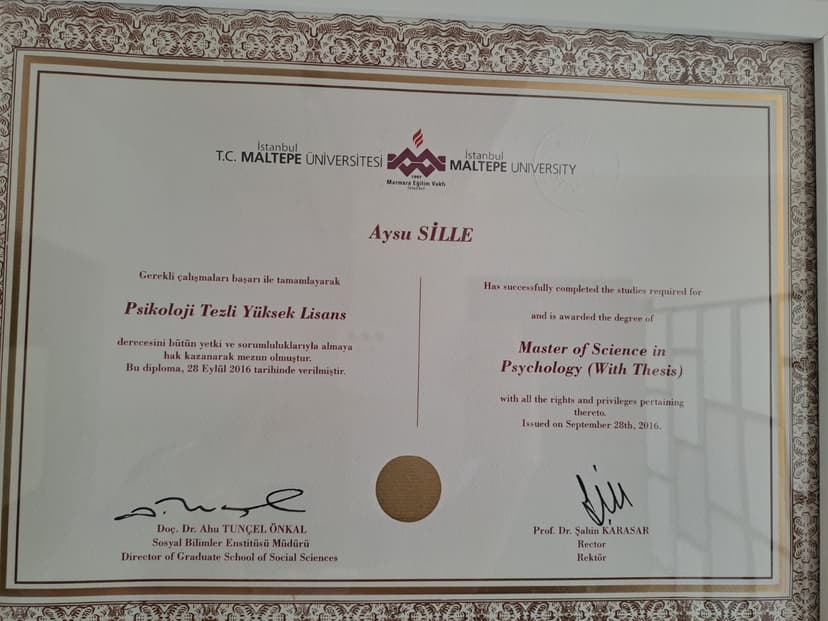 İstanbul
T.C. MALTEPE ÜNİVERSİTESİ
İstanbul
MALTEPE UNIVERSITY
1997
Marmara Eğitim Vakfı
Aysu SİLLE
Gerekli çalışmaları başarı ile tamamlayarak
Psikoloji Tezli Yüksek Lisans
derecesini bütün yetki ve sorumluluklarıyla almaya
hak kazanarak mezun olmuştur.
Bu diploma, 28 Eylül 2016 tarihinde verilmiştir.
Has successfully completed the studies required for
and is awarded the degree of
Master of Science in
Psychology (With Thesis)
with all the rights and privileges pertaining
thereto.
Issued on September 28th, 2016.
Doç. Dr. Ahu TUNÇEL ÖNKAL
Sosyal Bilimler Enstitüsü Müdürü
Director of Graduate School of Social Sciences
Prof. Dr. Şahin KARASAR
Rector
Rektör